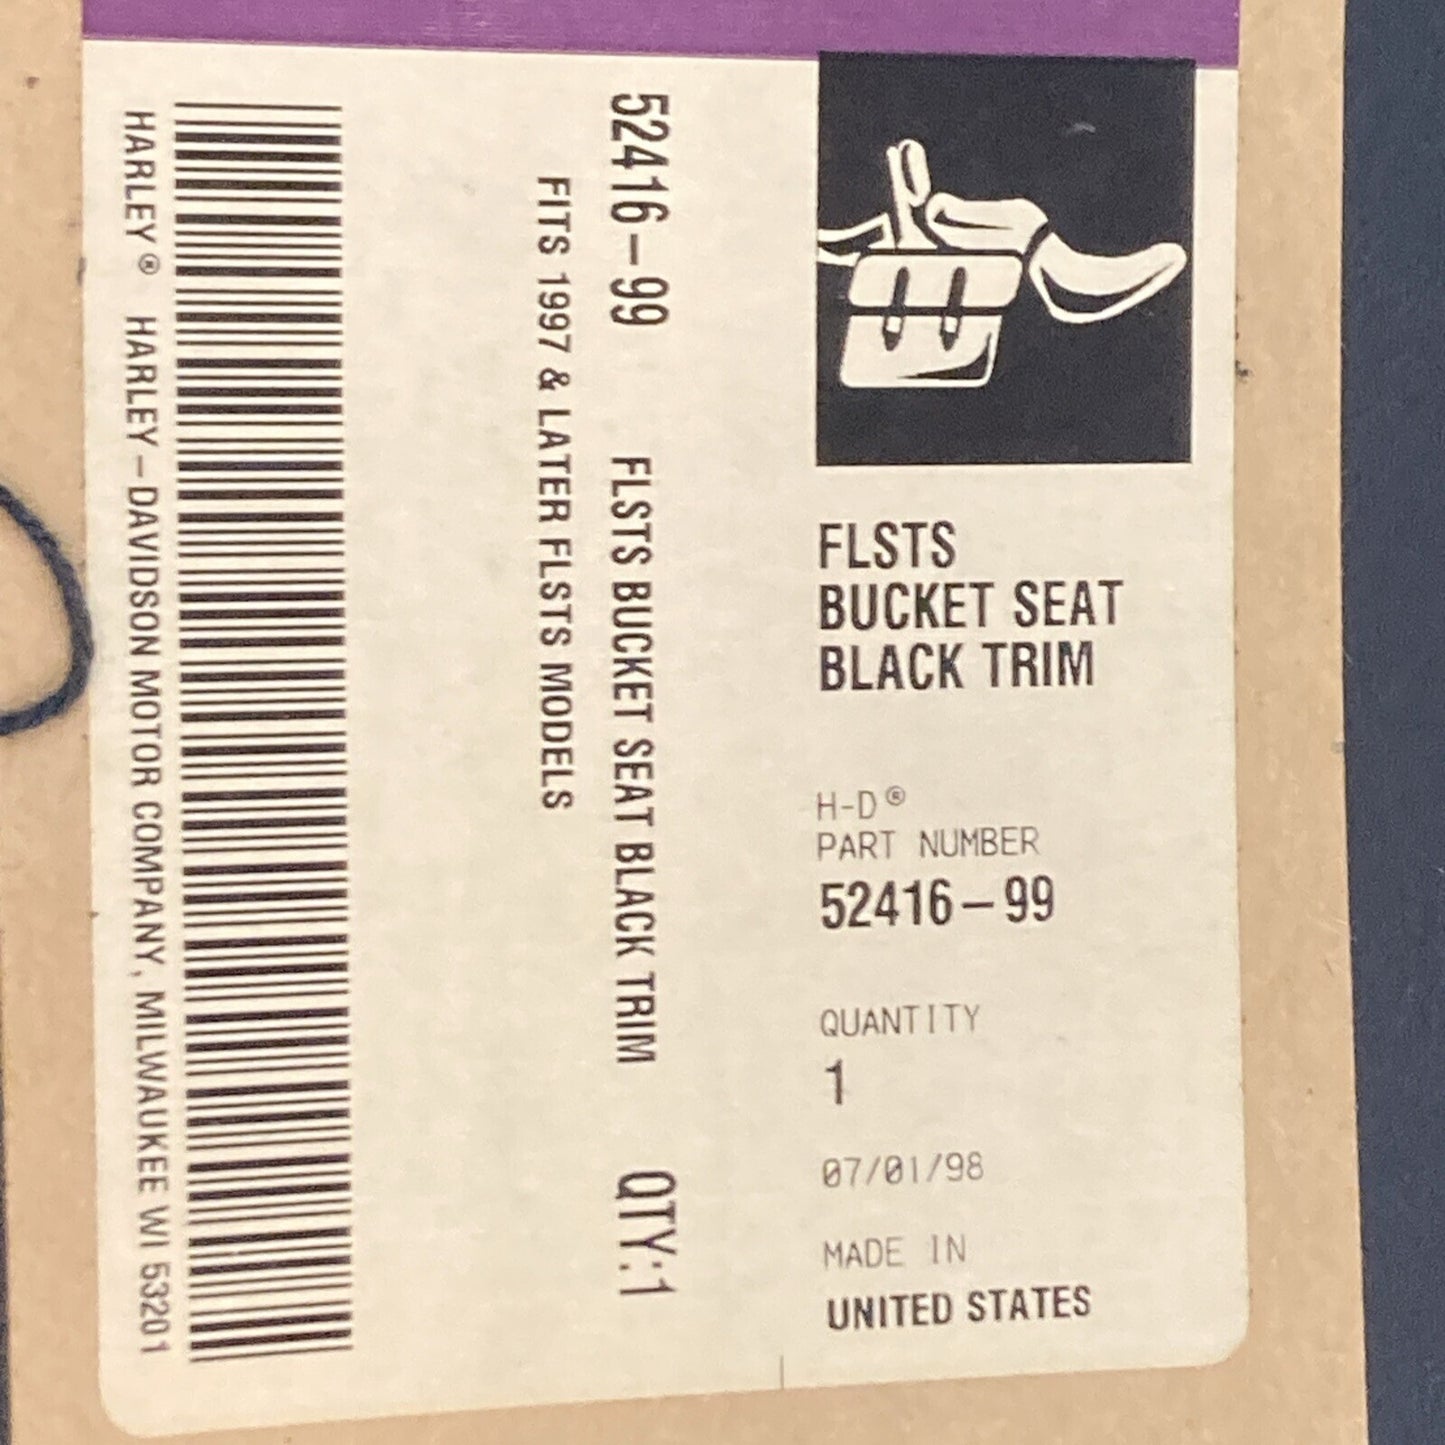 FLSTS
BUCKET SEAT
BLACK TRIM
H-D®
PART NUMBER
52416-99
QUANTITY
1
07/01/98
MADE IN
UNITED STATES
52416-99 FLSTS BUCKET SEAT BLACK TRIM QTY:1
FITS 1997 & LATER FLSTS MODELS
HARLEY® HARLEY-DAVIDSON MOTOR COMPANY, MILWAUKEE WI 53201